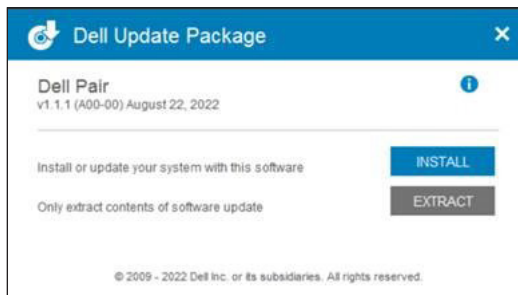 Dell Update Package
Dell Pair
v1.1.1 (A00-00) August 22, 2022
Install or update your system with this software
INSTALL
Only extract contents of software update
EXTRACT
© 2009 - 2022 Dell Inc. or its subsidiaries. All rights reserved.